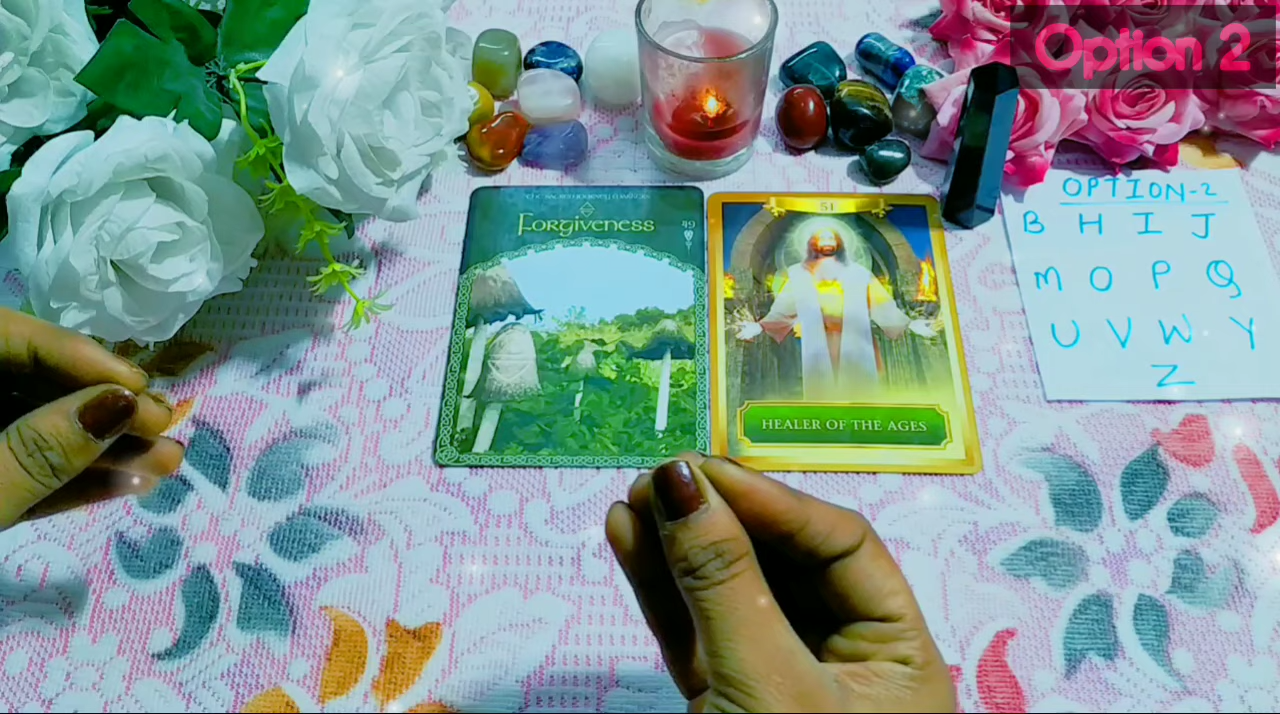 Option 2
OPTION-2
B H I J
M O P Q
U V W Y
Z
FORGIVENESS
49
51
HEALER OF THE AGES